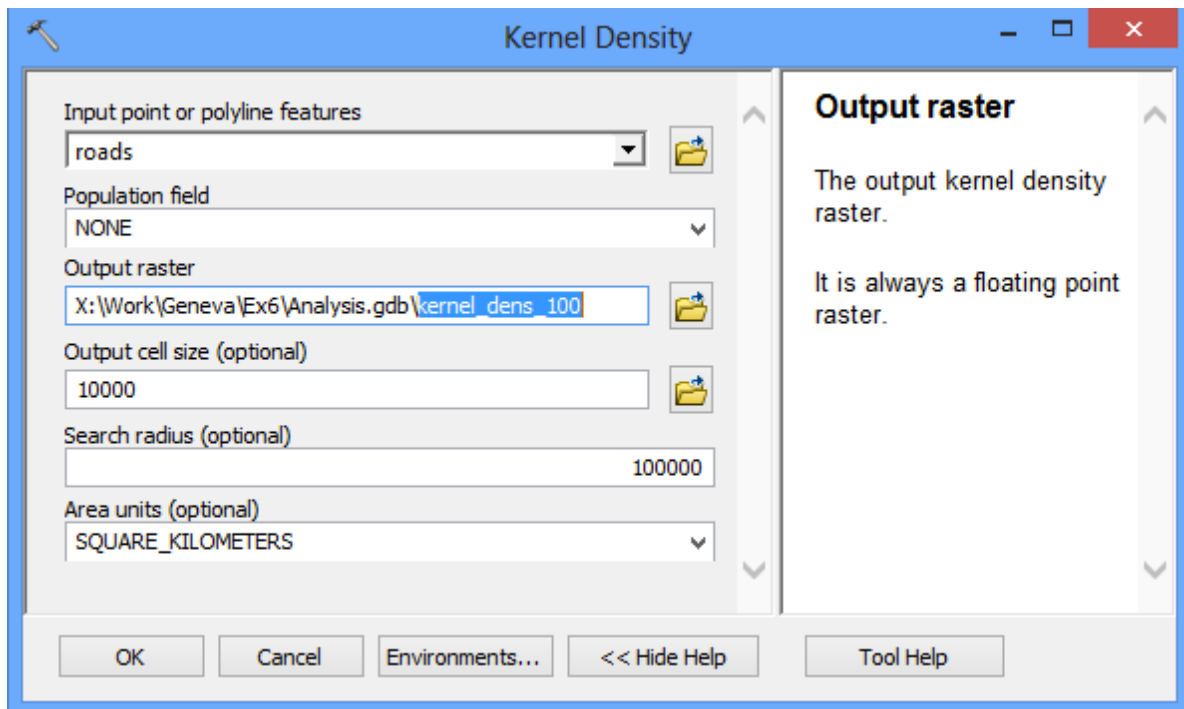 Kernel Density
Input point or polyline features
roads
Population field
NONE
Output raster
X:\Work\Geneva\Ex6\Analysis.gdb\kernel_dens_100
Output cell size (optional)
10000
Search radius (optional)
100000
Area units (optional)
SQUARE_KILOMETERS
Output raster
The output kernel density
raster.
It is always a floating point
raster.
OK
Cancel
Environments...
<< Hide Help
Tool Help